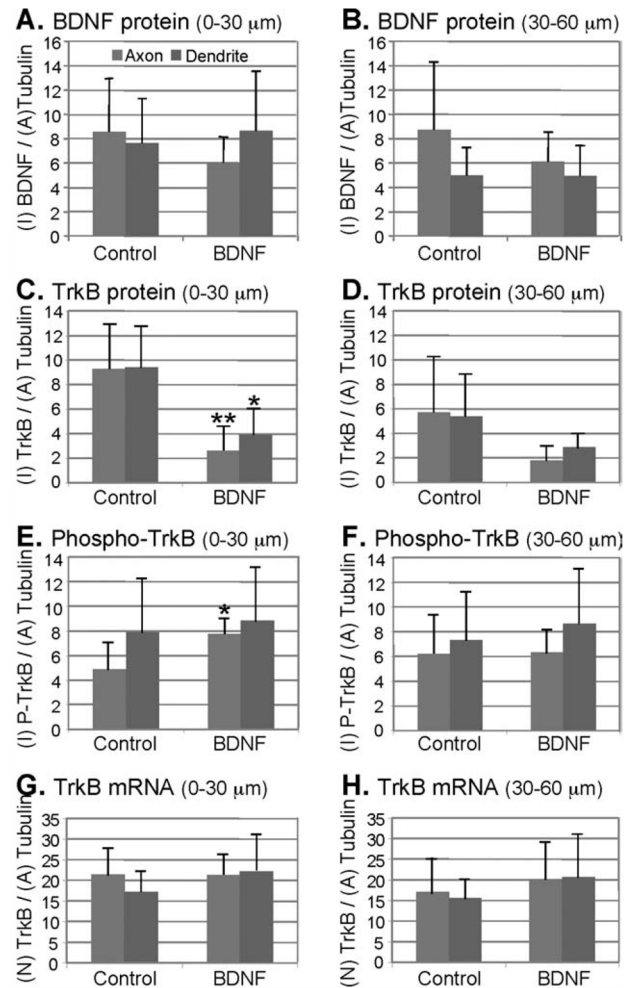 A. BDNF protein (0-30 µm)
(I) BDNF / (A)Tubulin
16
14
12
10
8
6
4
2
0
Axon
Dendrite
Control
BDNF
B. BDNF protein (30-60 µm)
(I) BDNF / (A)Tubulin
16
14
12
10
8
6
4
2
0
Control
BDNF
C. TrkB protein (0-30 µm)
(I) TrkB / (A) Tubulin
14
12
10
8
6
4
2
0
**
*
Control
BDNF
D. TrkB protein (30-60 µm)
(I) TrkB / (A) Tubulin
14
12
10
8
6
4
2
0
Control
BDNF
E. Phospho-TrkB (0-30 µm)
(I) P-TrkB / (A) Tubulin
14
12
10
8
6
4
2
0
*
Control
BDNF
F. Phospho-TrkB (30-60 µm)
(I) P-TrkB / (A) Tubulin
14
12
10
8
6
4
2
0
Control
BDNF
G. TrkB mRNA (0-30 µm)
(N) TrkB / (A) Tubulin
35
30
25
20
15
10
5
0
Control
BDNF
H. TrkB mRNA (30-60 µm)
(N) TrkB / (A) Tubulin
35
30
25
20
15
10
5
0
Control
BDNF